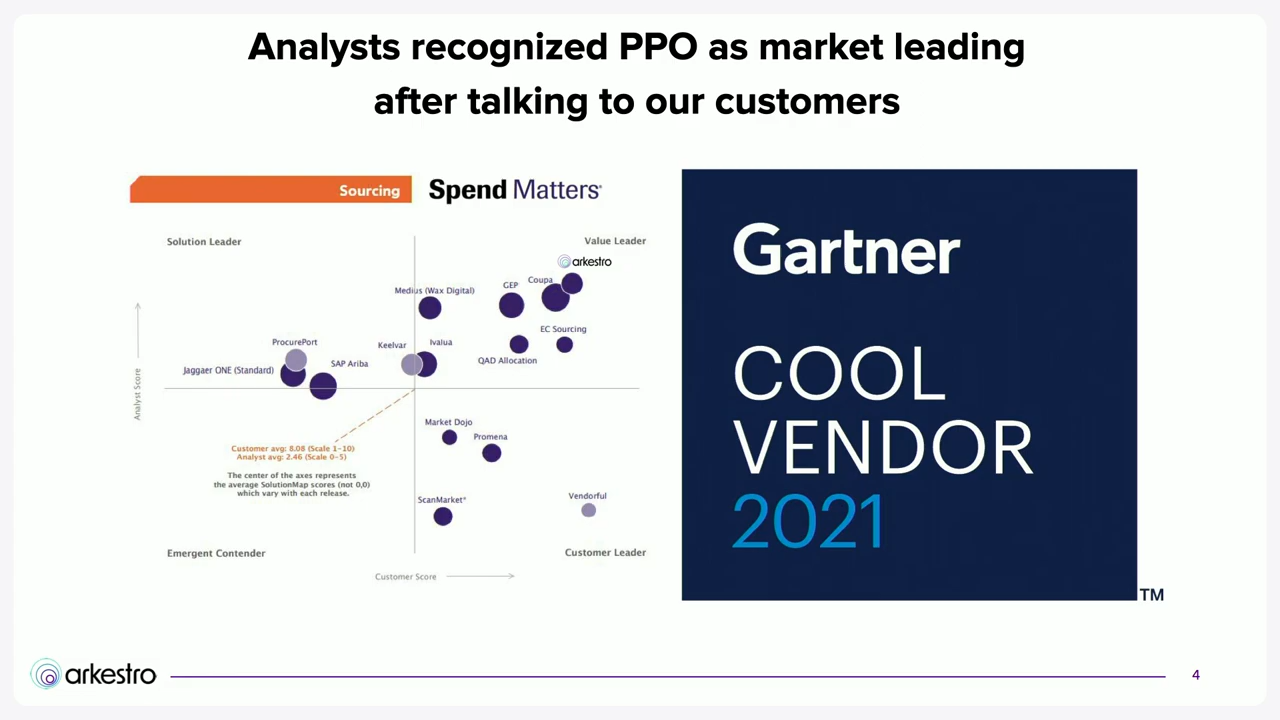 Analysts recognized PPO as market leading
after talking to our customers
Sourcing
Spend Matters
Solution Leader
Value Leader
arkestro
Coupa
GEP
Medius (Wax Digital)
EC Sourcing
ProcurePort
Keelvar
Ivalua
QAD Allocation
SAP Ariba
Jaggaer ONE (Standard)
Analyst Score
Market Dojo
Promena
Customer avg: 8.08 (Scale 1-10)
Analyst avg: 2.46 (Scale 0-5)
The center of the axes represents
the average SolutionMap scores (not 0,0)
which vary with each release.
ScanMarket*
Vendorful
Emergent Contender
Customer Leader
Customer Score
Gartner
COOL
VENDOR
2021
TM
arkestro
4